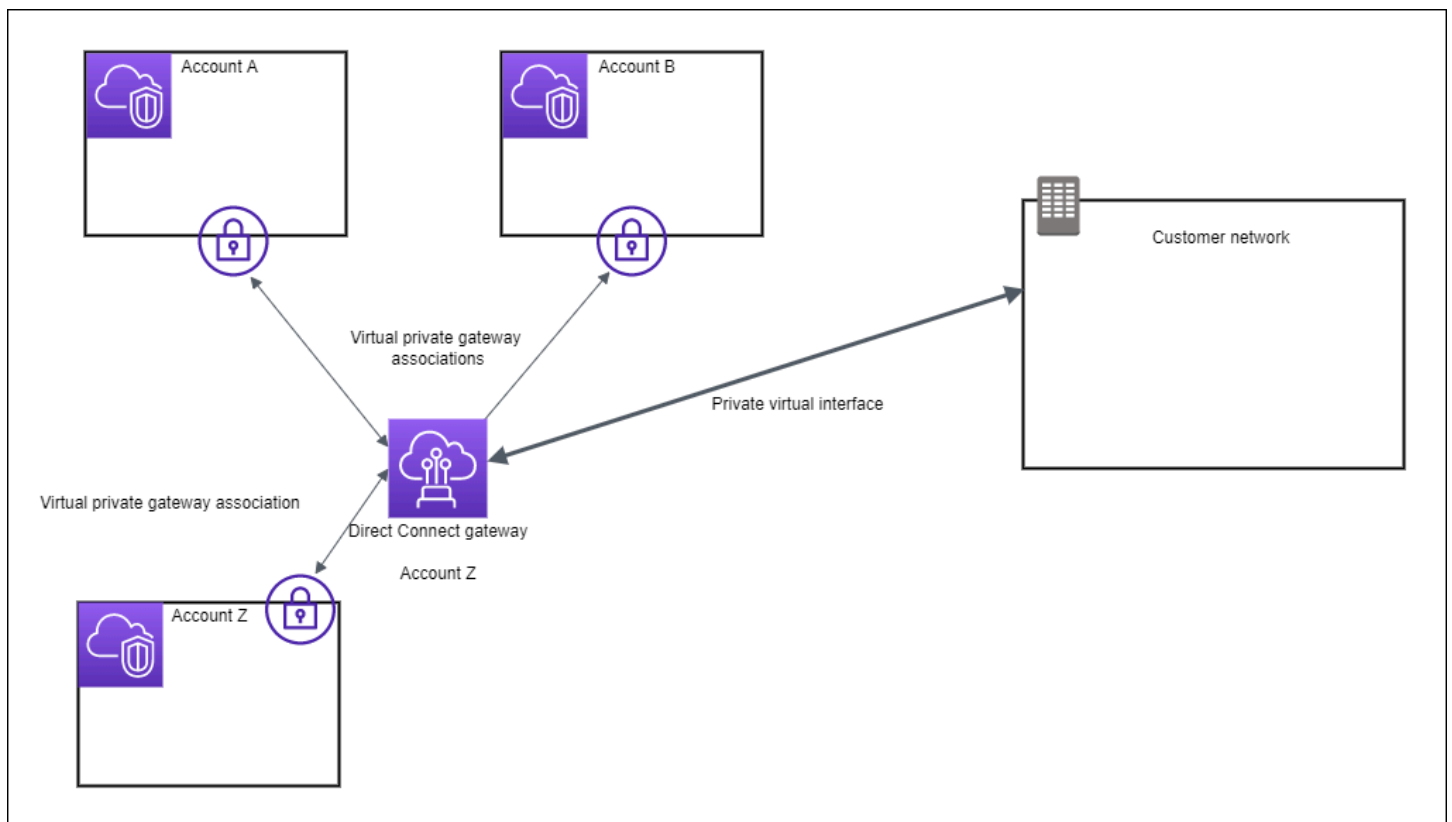 Account A
Account B
Customer network
Virtual private gateway
associations
Private virtual interface
Virtual private gateway association
Direct Connect gateway
Account Z
Account Z